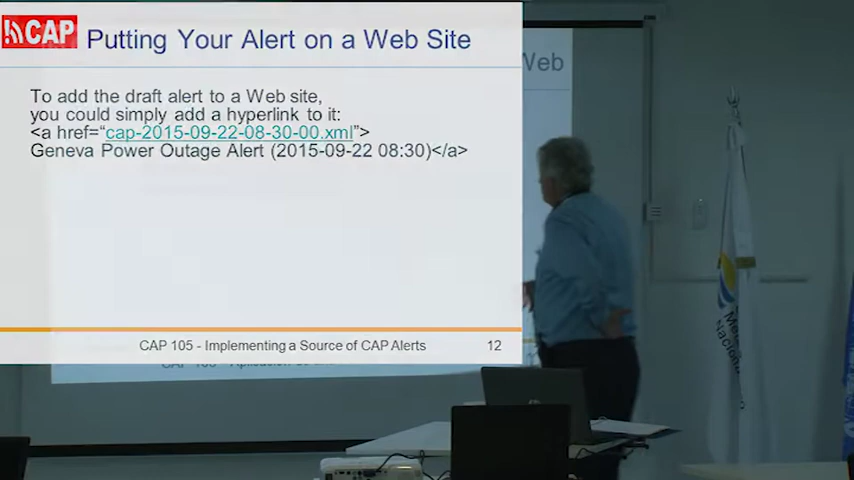 CAP
Putting Your Alert on a Web Site
To add the draft alert to a Web site,
you could simply add a hyperlink to it:
<a href=“cap-2015-09-22-08-30-00.xml”>
Geneva Power Outage Alert (2015-09-22 08:30)</a>
CAP 105 - Implementing a Source of CAP Alerts
12
Web